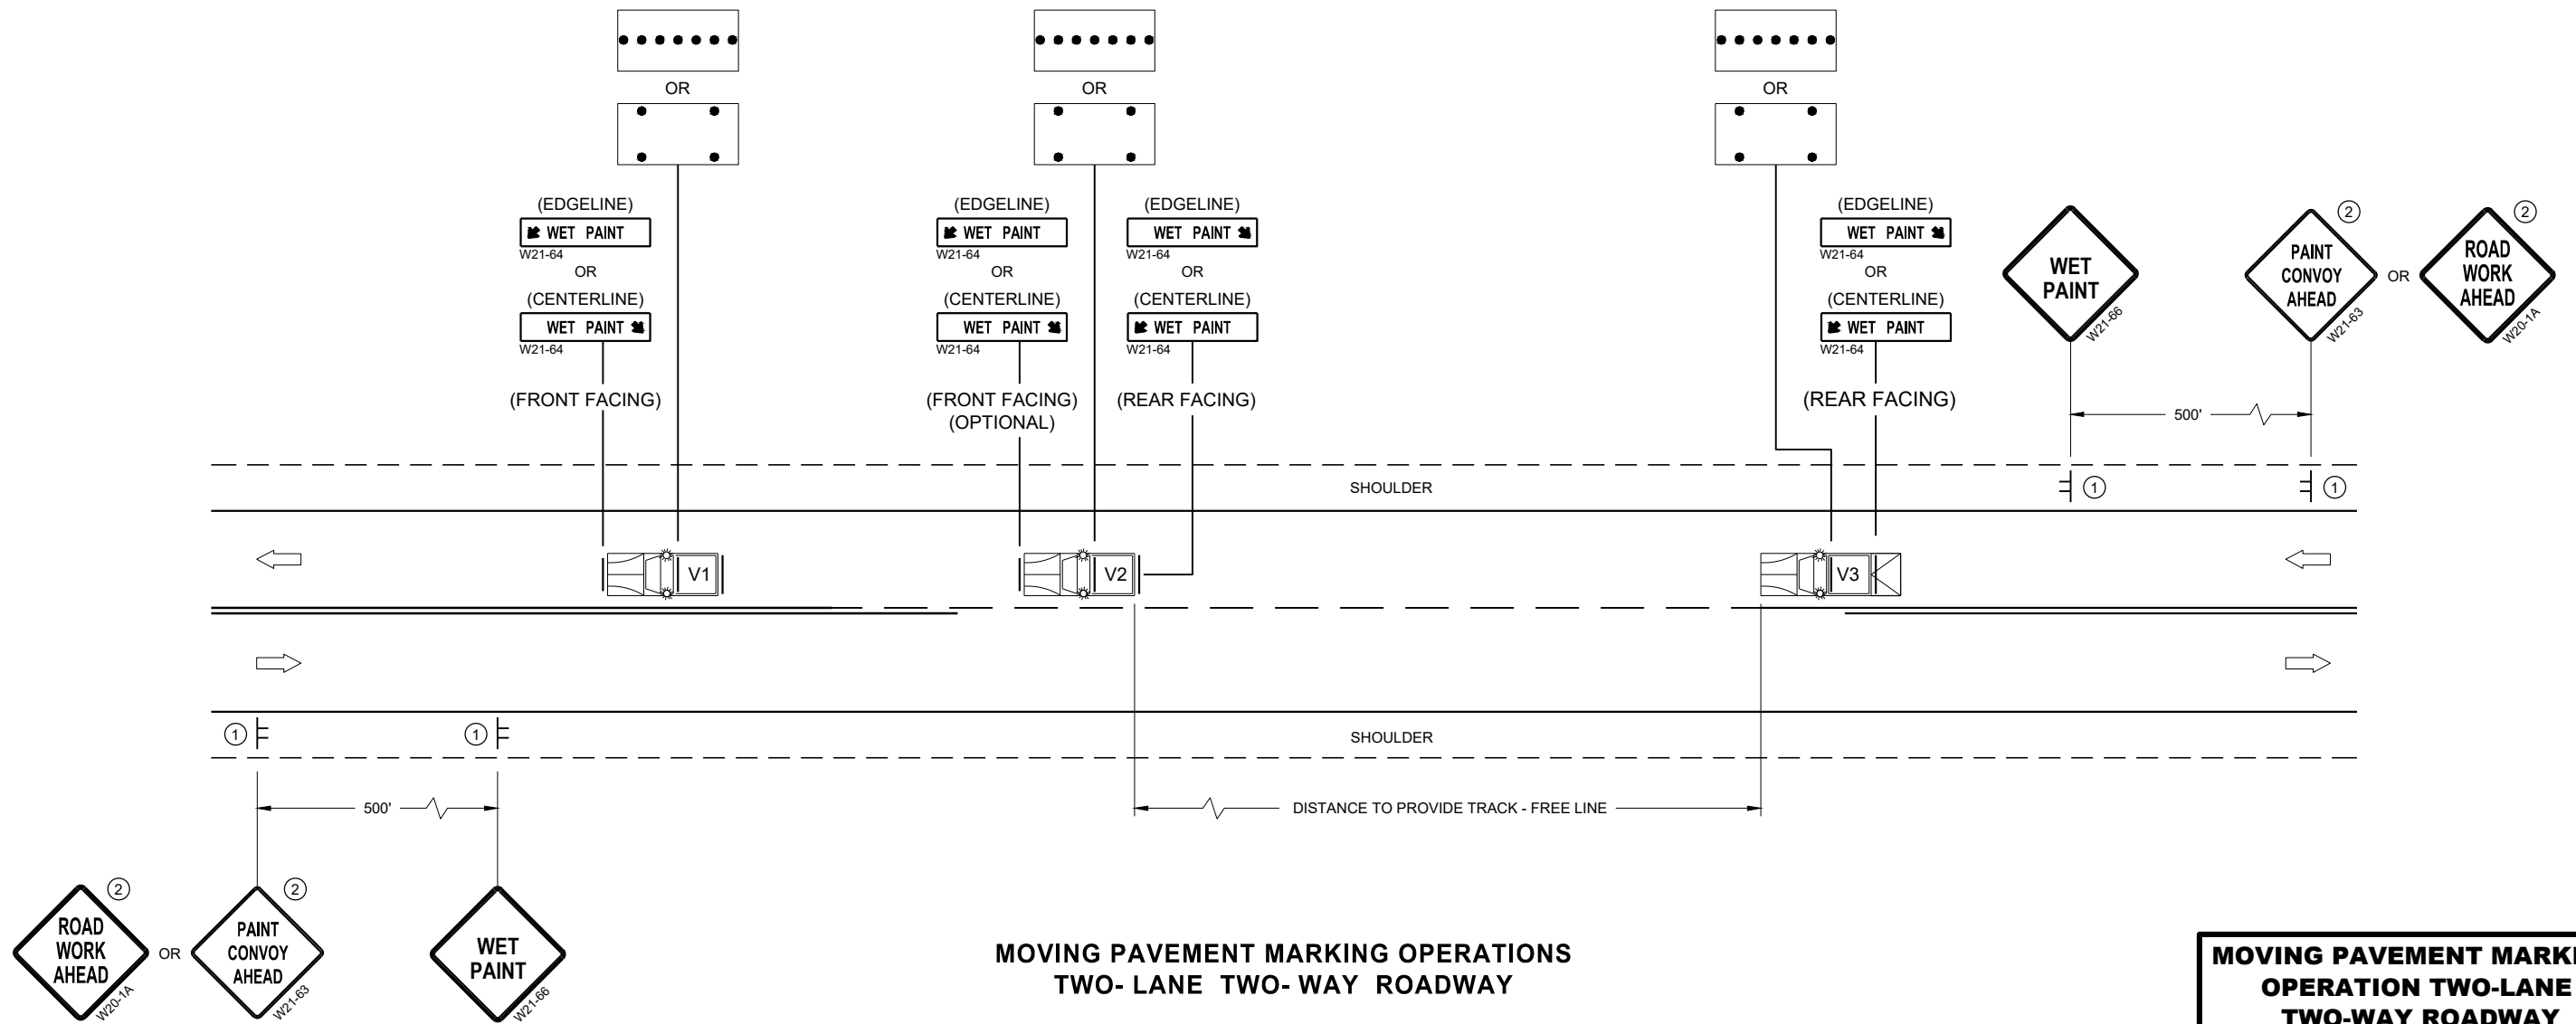 OR
OR
OR
(EDGELINE)
WET PAINT
W21-64
OR
(CENTERLINE)
WET PAINT
W21-64
(FRONT FACING)
(EDGELINE)
WET PAINT
W21-64
OR
(CENTERLINE)
WET PAINT
W21-64
(FRONT FACING)
(OPTIONAL)
(EDGELINE)
WET PAINT
W21-64
OR
(CENTERLINE)
WET PAINT
W21-64
(REAR FACING)
(EDGELINE)
WET PAINT
W21-64
OR
(CENTERLINE)
WET PAINT
W21-64
(REAR FACING)
WET
PAINT
W21-66
2
PAINT
CONVOY
AHEAD
W21-63
OR
2
ROAD
WORK
AHEAD
W20-1A
500'
SHOULDER
1
1
V1
V2
V3
1
1
SHOULDER
500'
DISTANCE TO PROVIDE TRACK - FREE LINE
2
ROAD
WORK
AHEAD
W20-1A
OR
2
PAINT
CONVOY
AHEAD
W21-63
WET
PAINT
W21-66
MOVING PAVEMENT MARKING OPERATIONS
TWO- LANE TWO- WAY ROADWAY
MOVING PAVEMENT
OPERATION TWO-LANE
TWO-WAY ROADWAY